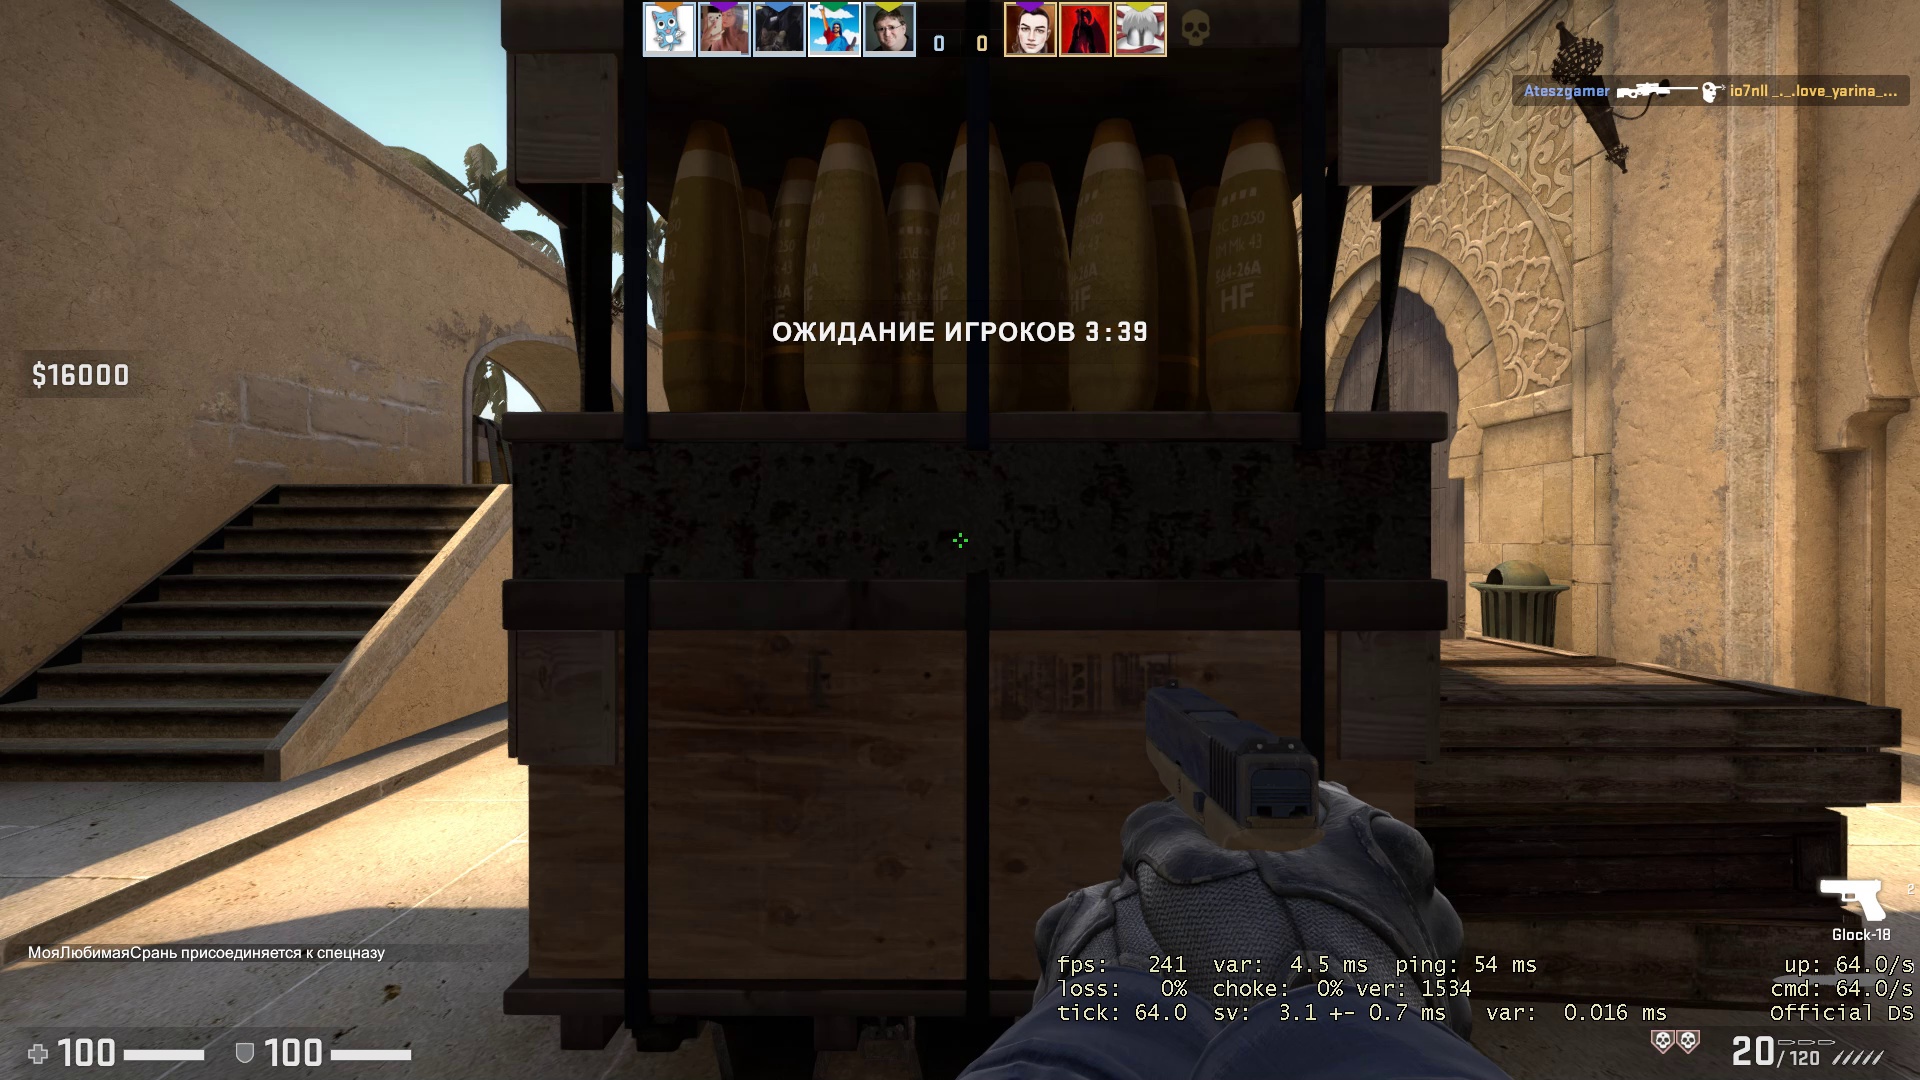 0 0
Ateszgamer io7nll _._.love_yarina_...
HF
ОЖИДАНИЕ ИГРОКОВ 3:39
$16000
2
Glock-18
МояЛюбимаяСрань присоединяется к спецназу
fps: 241 var: 4.5 ms ping: 54 ms up: 64.0/s
loss: 0% choke: 0% ver: 1534 cmd: 64.0/s
tick: 64.0 sv: 3.1 +- 0.7 ms var: 0.016 ms Official DS
100 100 20/120